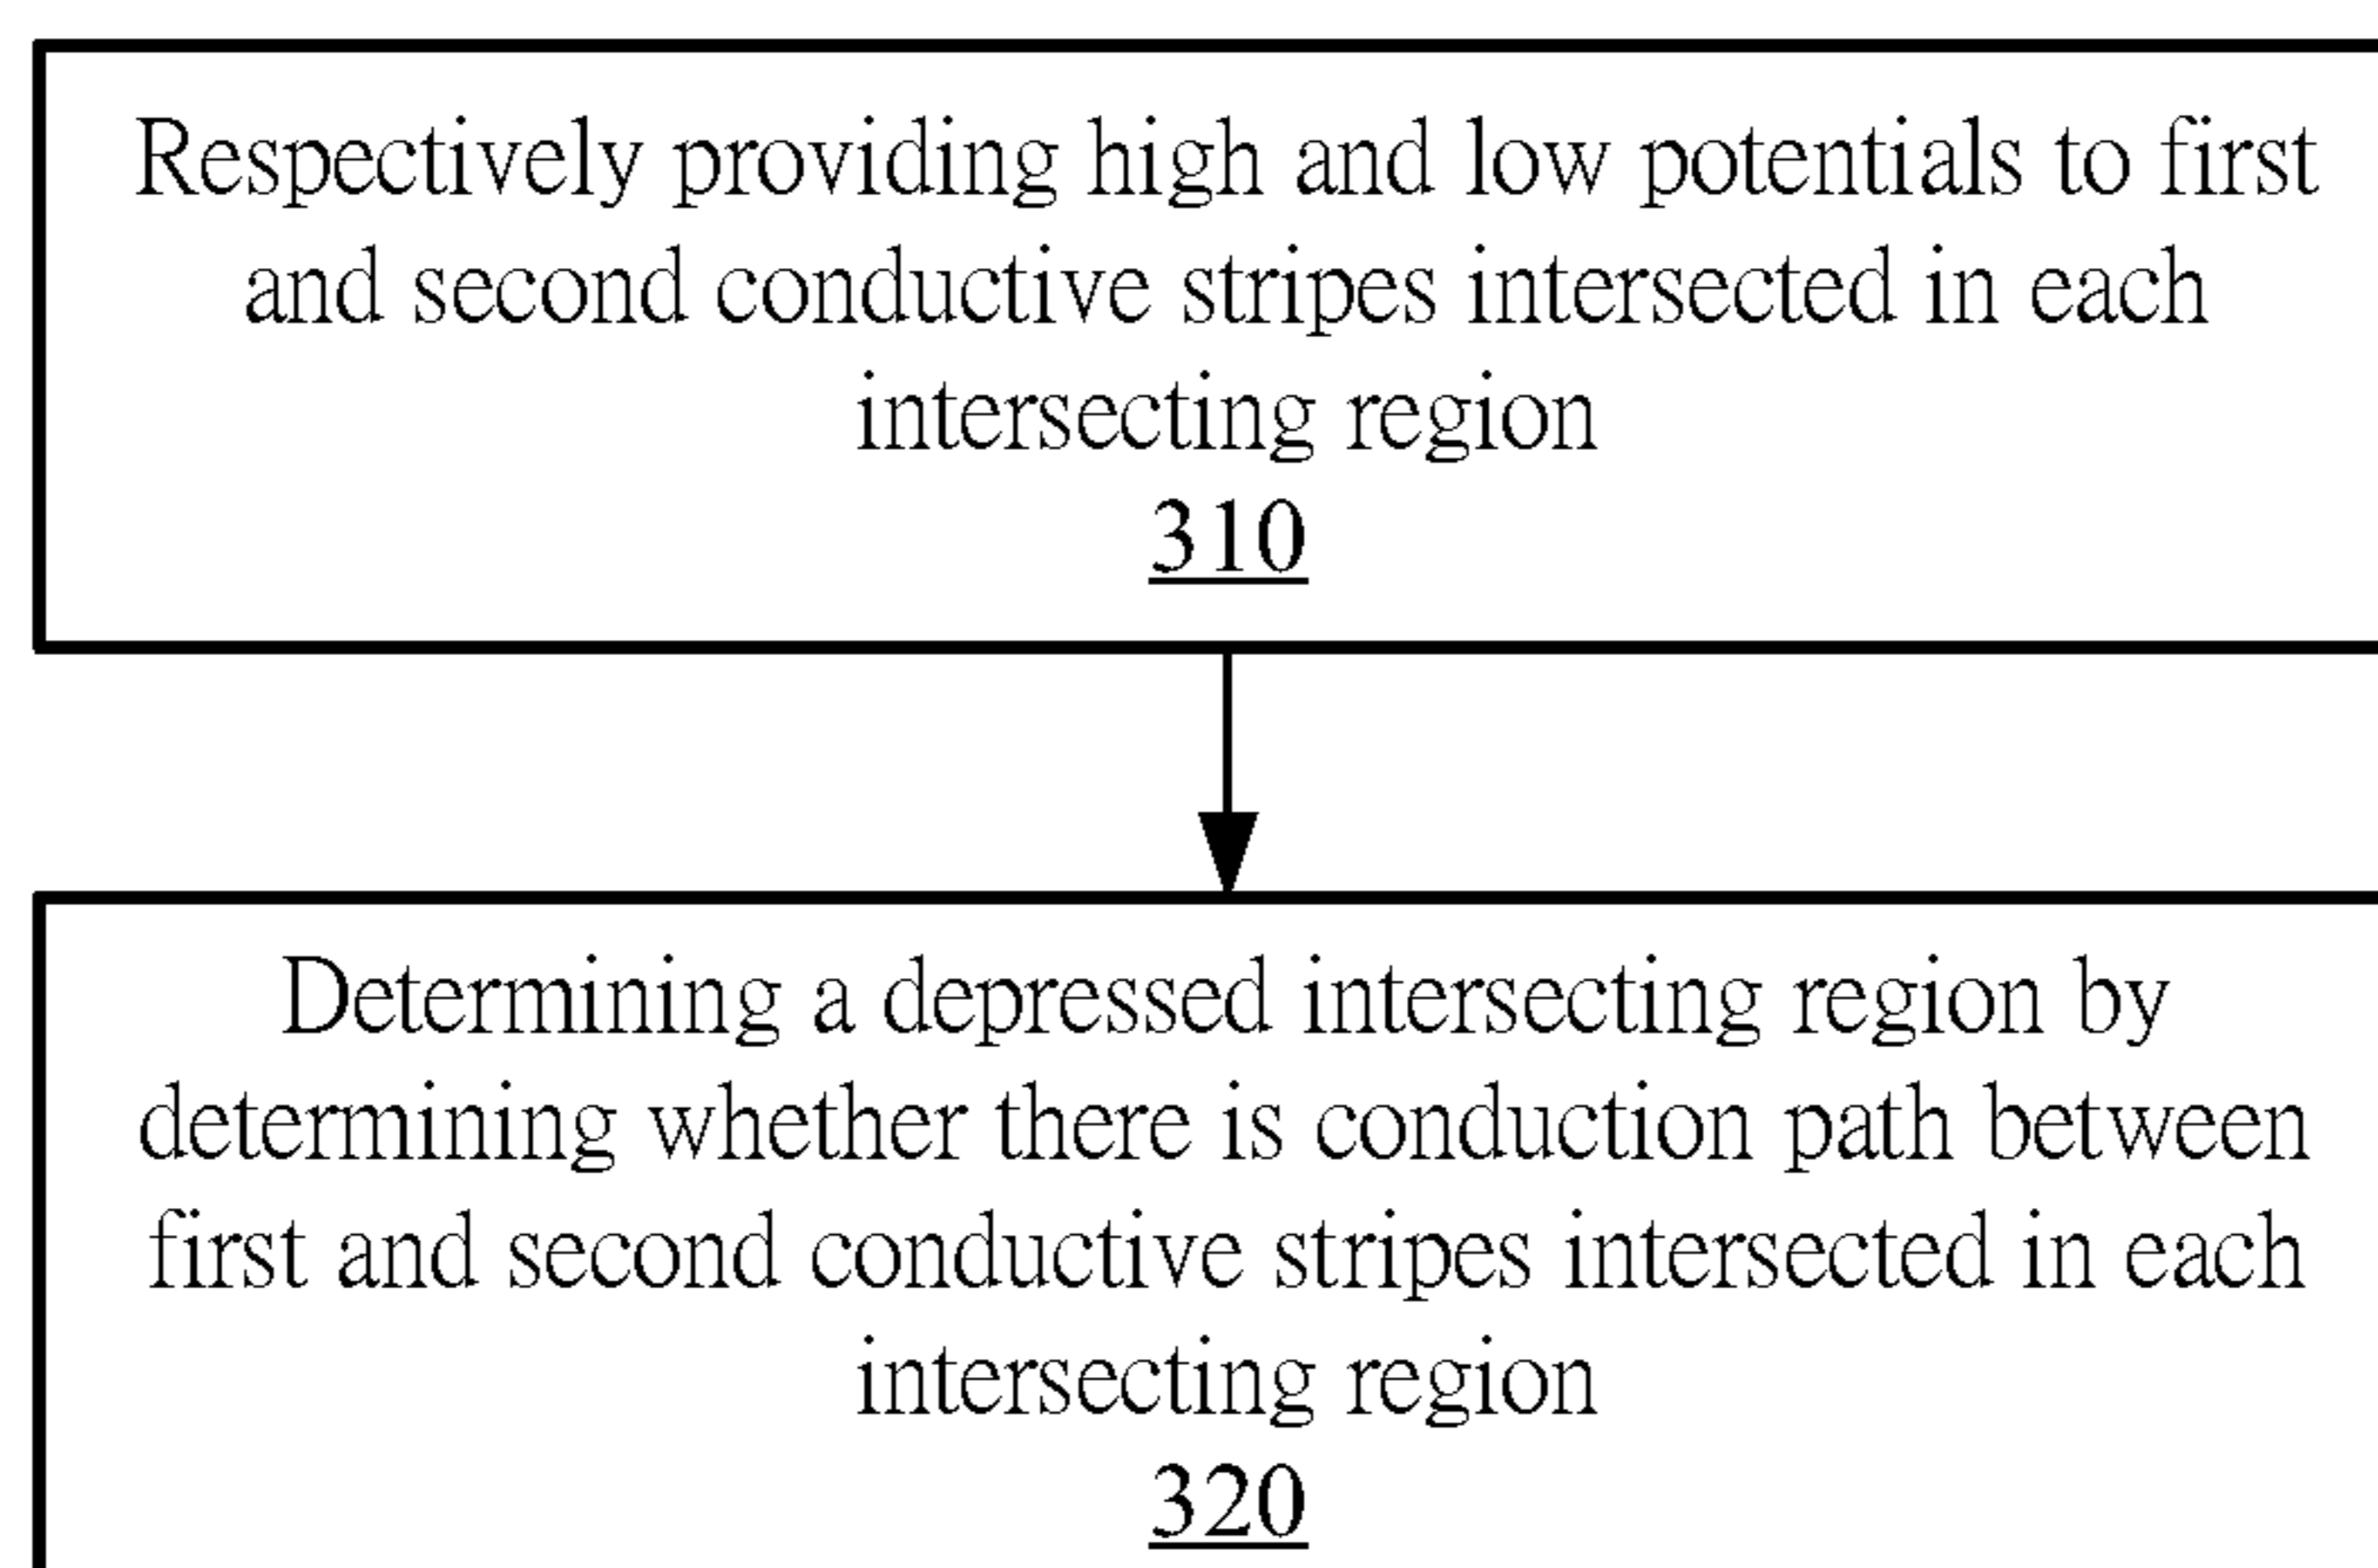 Respectively providing high and low potentials to first
and second conductive stripes intersected in each
intersecting region
310
Determining a depressed intersecting region by
determining whether there is conduction path between
first and second conductive stripes intersected in each
intersecting region
320